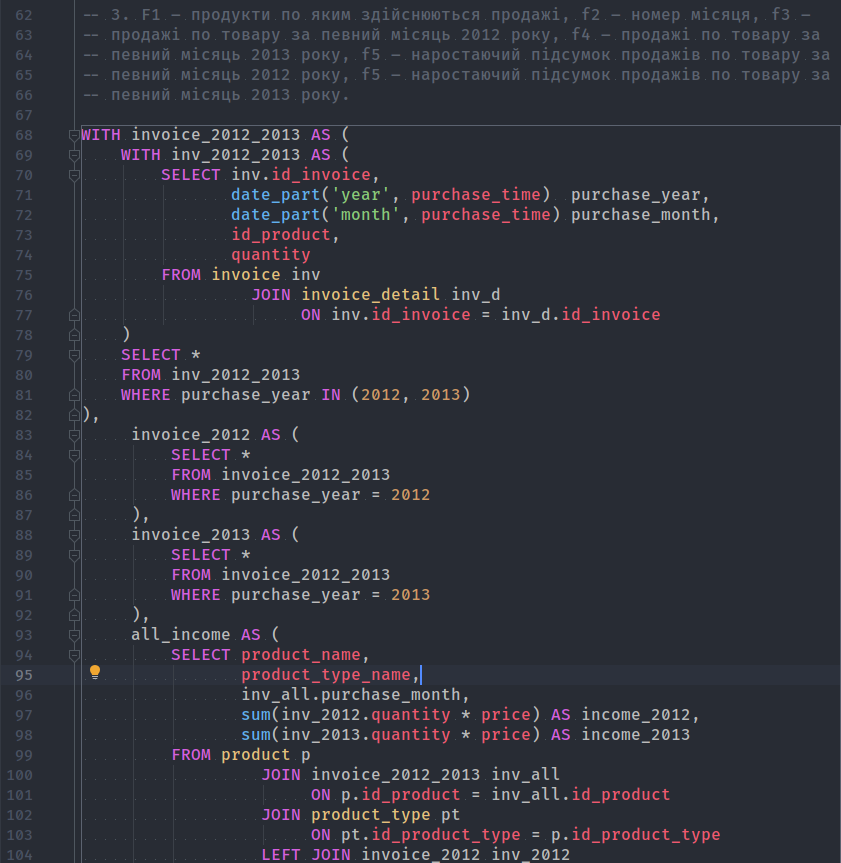 62 -- 3. F1 – продукти по яким здійснюються продажі, f2 – номер місяця, f3 –
63 -- продажі по товару за певний місяць 2012 року, f4 – продажі по товару за
64 -- певний місяць 2013 року, f5 – наростаючий підсумок продажів по товару за
65 -- певний місяць 2012 року, f5 – наростаючий підсумок продажів по товару за
66 -- певний місяць 2013 року.
67
68 WITH invoice_2012_2013 AS (
69     WITH inv_2012_2013 AS (
70         SELECT inv.id_invoice,
71                date_part('year', purchase_time)  purchase_year,
72                date_part('month', purchase_time) purchase_month,
73                id_product,
74                quantity
75         FROM invoice inv
76                  JOIN invoice_detail inv_d
77                       ON inv.id_invoice = inv_d.id_invoice
78     )
79     SELECT *
80     FROM inv_2012_2013
81     WHERE purchase_year IN (2012, 2013)
82 ),
83      invoice_2012 AS (
84          SELECT *
85          FROM invoice_2012_2013
86          WHERE purchase_year = 2012
87      ),
88      invoice_2013 AS (
89          SELECT *
90          FROM invoice_2012_2013
91          WHERE purchase_year = 2013
92      ),
93      all_income AS (
94          SELECT product_name,
95                 product_type_name,
96                 inv_all.purchase_month,
97                 sum(inv_2012.quantity * price) AS income_2012,
98                 sum(inv_2013.quantity * price) AS income_2013
99          FROM product p
100                   JOIN invoice_2012_2013 inv_all
101                        ON p.id_product = inv_all.id_product
102                   JOIN product_type pt
103                        ON pt.id_product_type = p.id_product_type
104                   LEFT JOIN invoice_2012 inv_2012